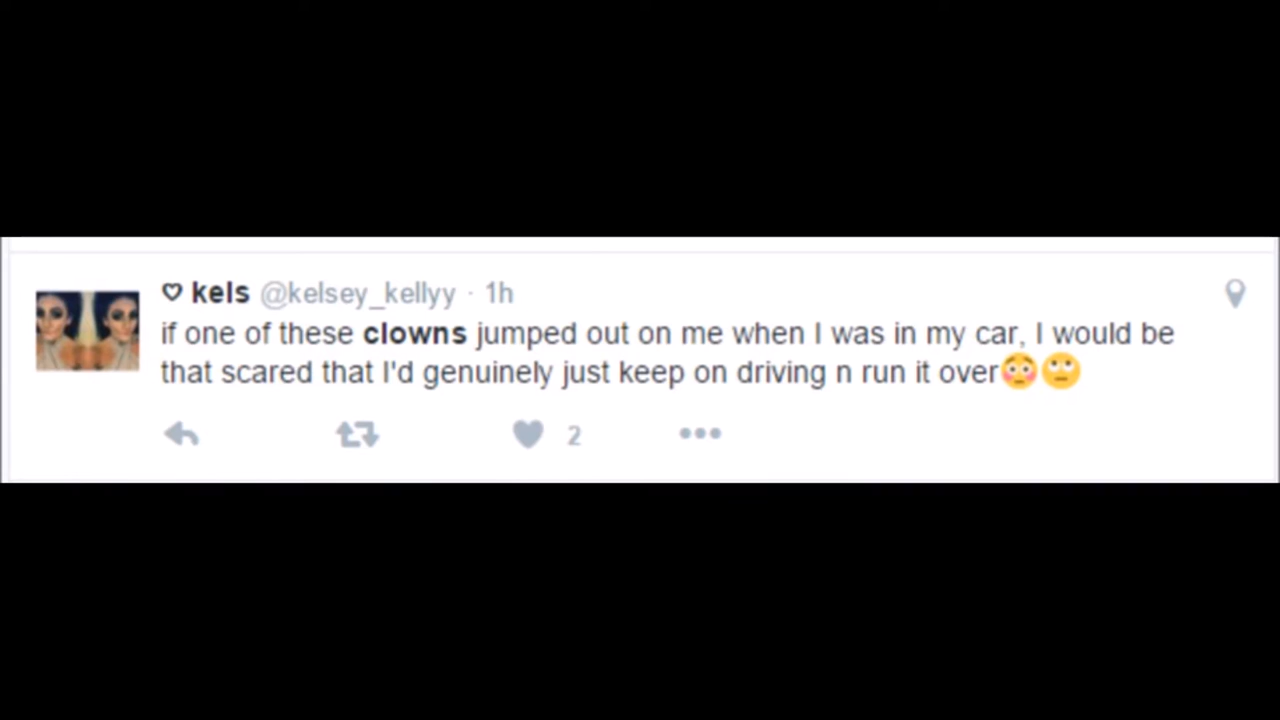 ♡ kels @kelsey_kellyy · 1h
if one of these clowns jumped out on me when I was in my car, I would be
that scared that I'd genuinely just keep on driving n run it over😳🙄
2